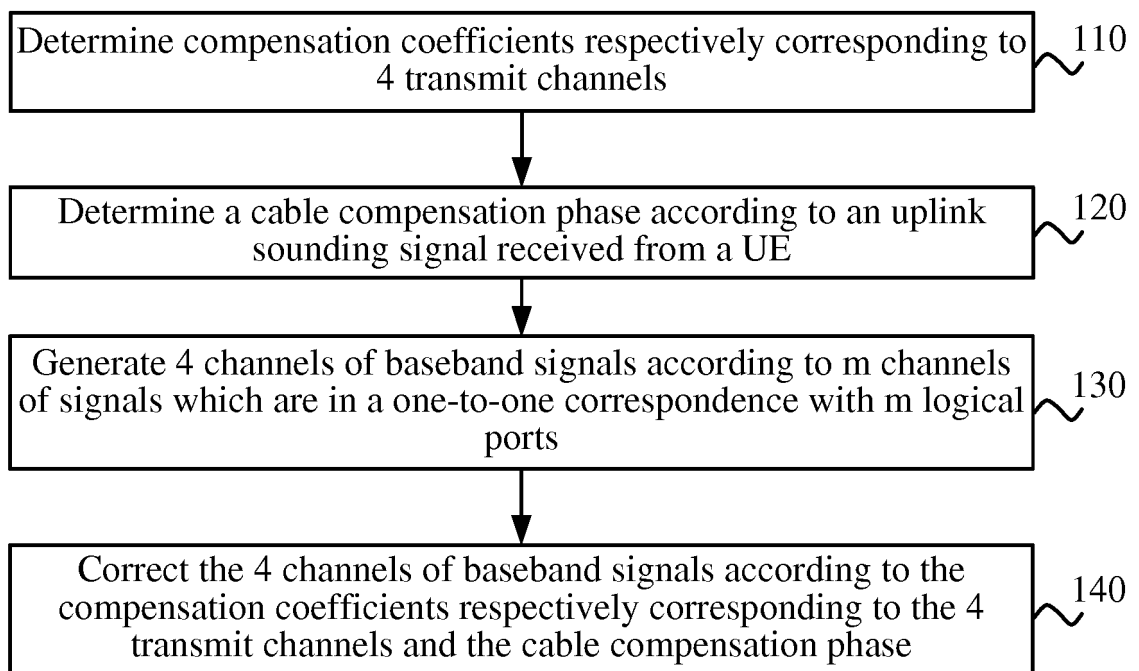 Determine compensation coefficients respectively corresponding to
4 transmit channels
110
Determine a cable compensation phase according to an uplink
sounding signal received from a UE
120
Generate 4 channels of baseband signals according to m channels
of signals which are in a one-to-one correspondence with m logical
ports
130
Correct the 4 channels of baseband signals according to the
compensation coefficients respectively corresponding to the 4
transmit channels and the cable compensation phase
140